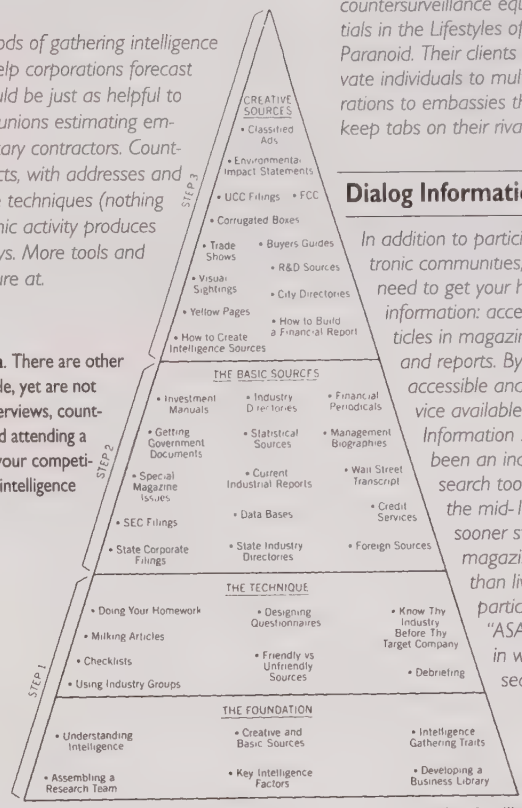 ods of gathering intelligence
elp corporations forecast
uld be just as helpful to
unions estimating em-
tary contractors. Count-
cts, with addresses and
e techniques (nothing
nic activity produces
ys. More tools and
ure at.
n. There are other
le, yet are not
erviews, count-
d attending a
your competi-
intelligence
countersurveillance equ
tials in the Lifestyles of
Paranoid. Their clients
vate individuals to mul
rations to embassies th
keep tabs on their rival
Dialog Informatio
In addition to partici
tronic communities,
need to get your h
information: acce
ticles in magazin
and reports. By
accessible and
vice available
Information
been an inc
search too
the mid-1
sooner s
magazi
than liv
partic
"ASA
in w
sec
STEP 3
CREATIVE
SOURCES
• Classified
Ads
• Environmental
Impact Statements
• UCC Filings • FCC
• Corrugated Boxes
• Trade
Shows
• Buyers Guides
• R&D Sources
• Visual
Sightings
• City Directories
• Yellow Pages
• How to Build
a Financial Report
• How to Create
Intelligence Sources
STEP 2
THE BASIC SOURCES
• Investment
Manuals
• Industry
Directories
• Financial
Periodicals
• Getting
Government
Documents
• Statistical
Sources
• Management
Biographies
• Special
Magazine
Issues
• Current
Industrial Reports
• Wall Street
Transcript
• Credit
Services
• SEC Filings
• Data Bases
• State Corporate
Filings
• State Industry
Directories
• Foreign Sources
STEP 1
THE TECHNIQUE
• Doing Your Homework
• Designing
Questionnaires
• Know Thy
Industry
Before Thy
Target Company
• Milking Articles
• Checklists
• Friendly vs
Unfriendly
Sources
• Debriefing
• Using Industry Groups
THE FOUNDATION
• Understanding
Intelligence
• Creative and
Basic Sources
• Intelligence
Gathering Traits
• Assembling a
Research Team
• Key Intelligence
Factors
• Developing a
Business Library